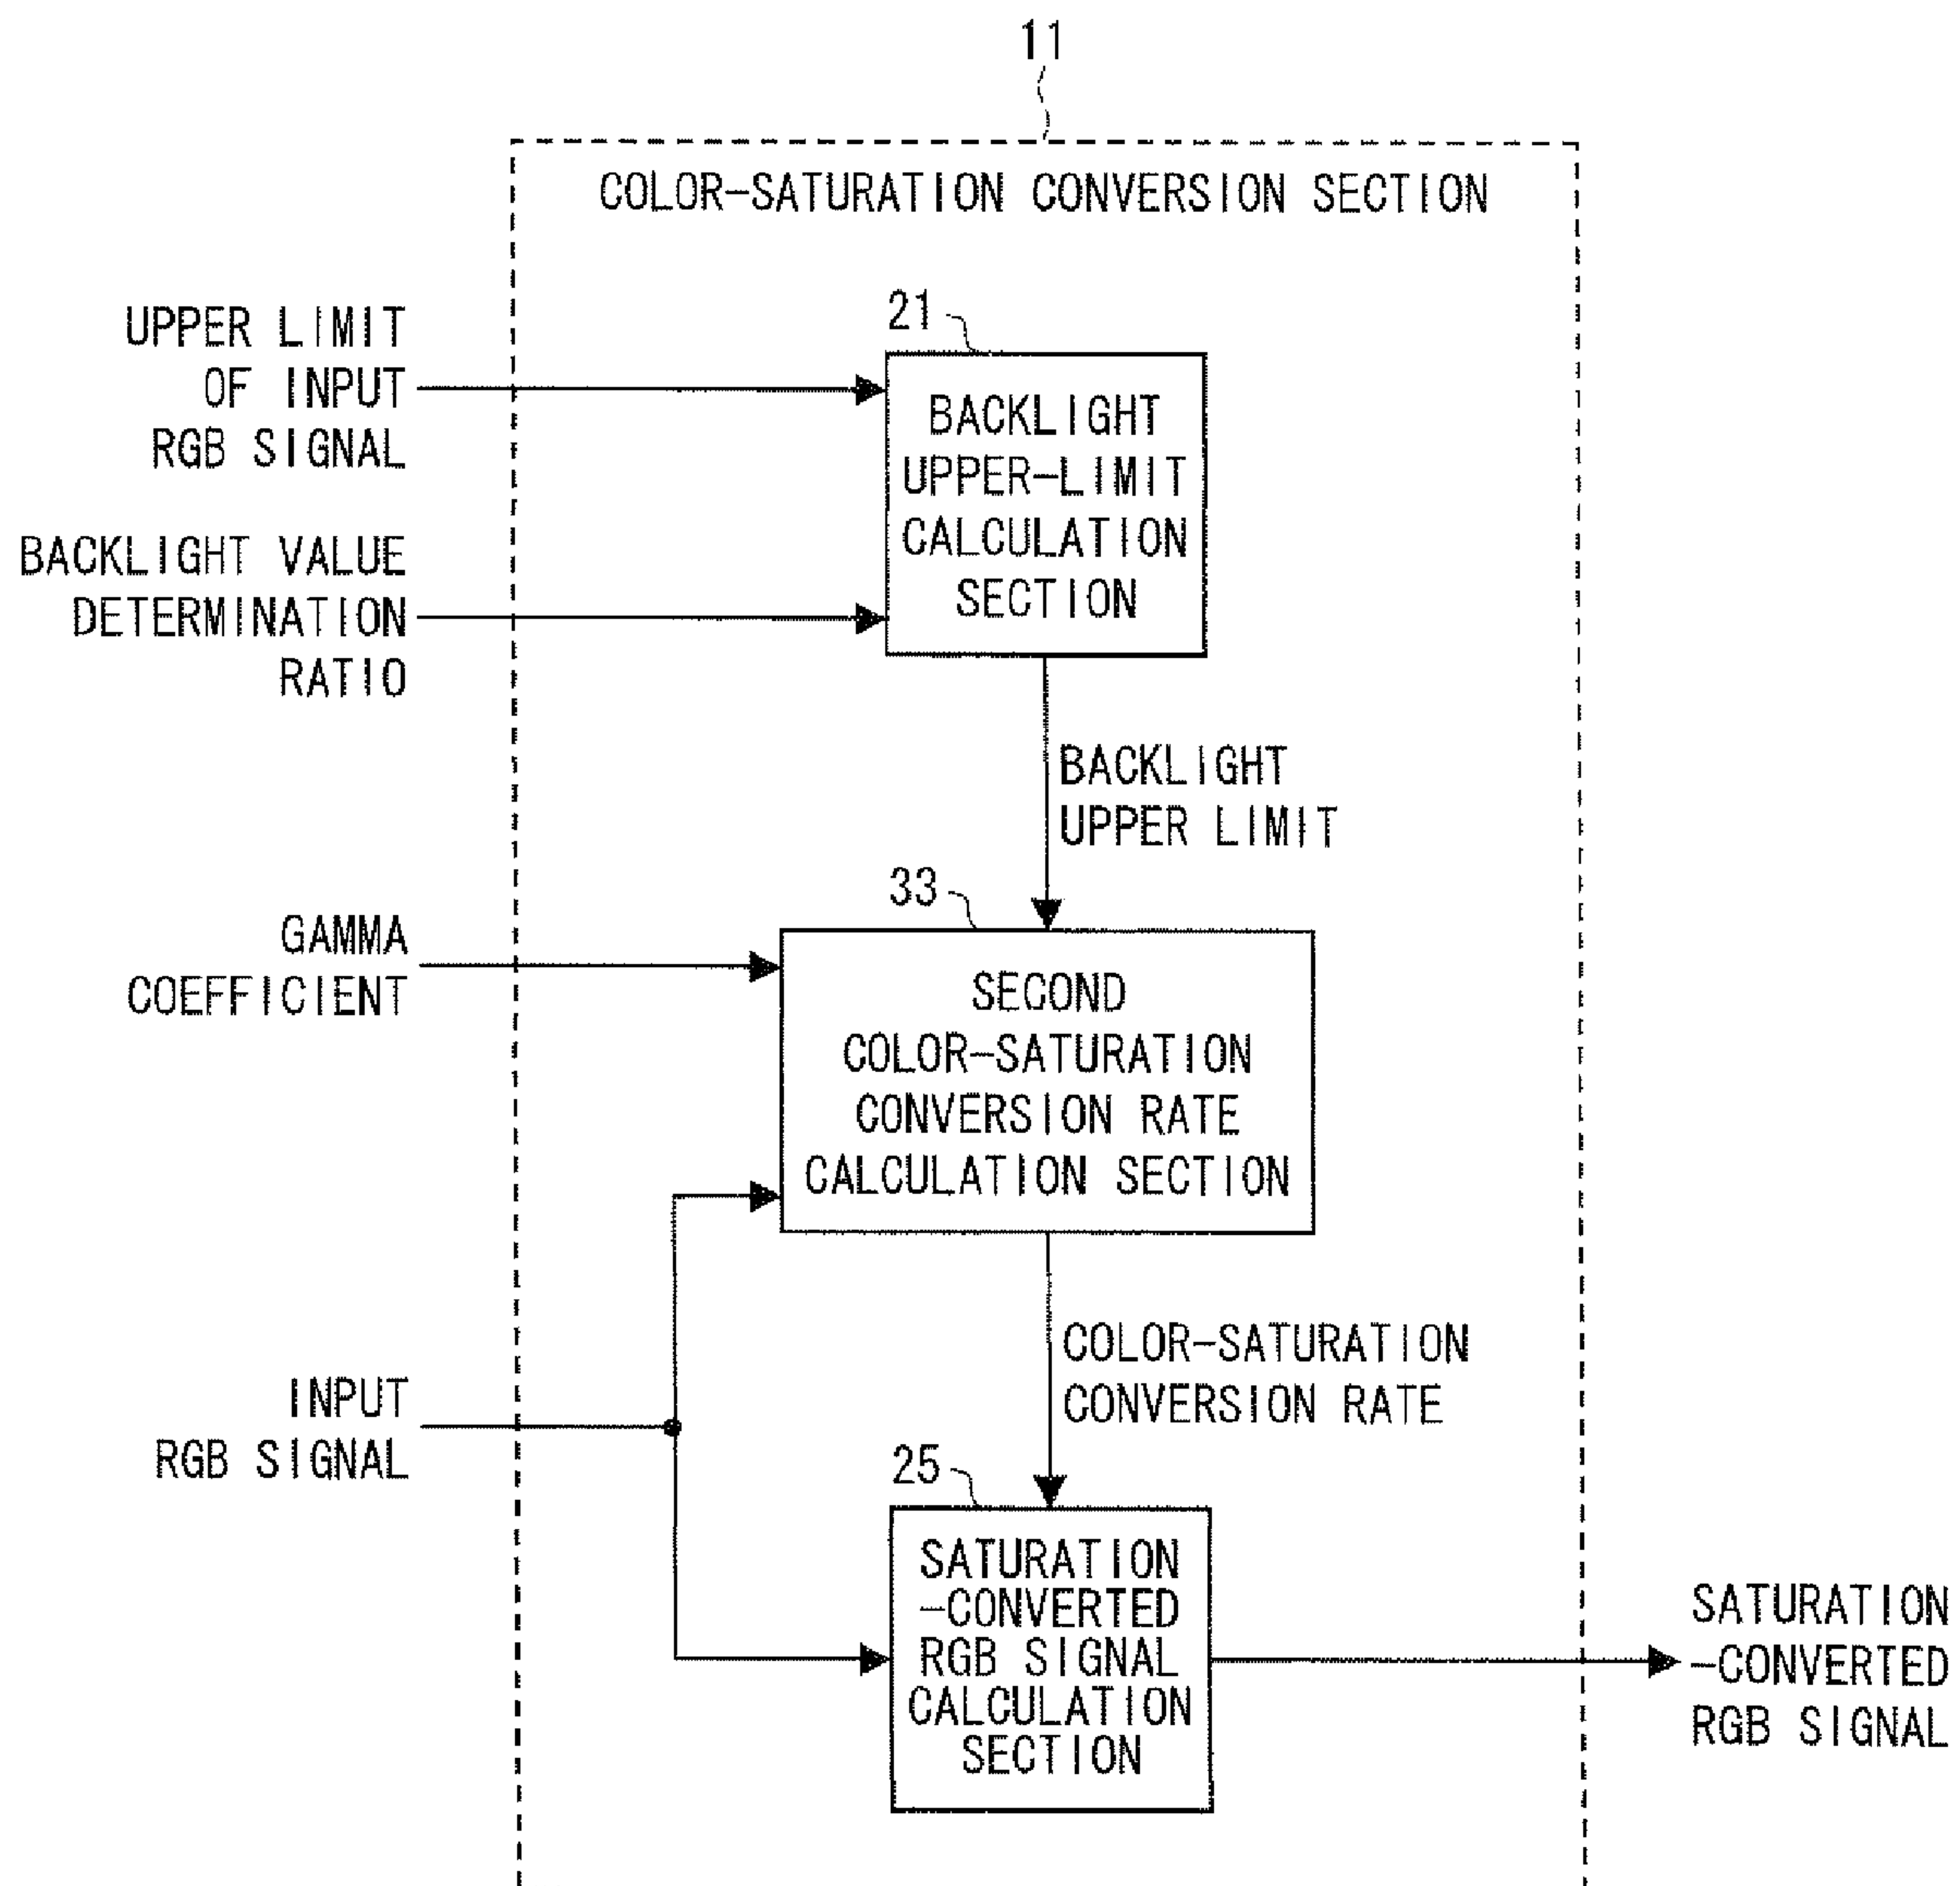 11
COLOR-SATURATION CONVERSION SECTION
UPPER LIMIT
OF INPUT
RGB SIGNAL
21
BACKLIGHT
UPPER-LIMIT
CALCULATION
SECTION
BACKLIGHT VALUE
DETERMINATION
RATIO
BACKLIGHT
UPPER LIMIT
33
GAMMA
COEFFICIENT
SECOND
COLOR-SATURATION
CONVERSION RATE
CALCULATION SECTION
COLOR-SATURATION
CONVERSION RATE
INPUT
RGB SIGNAL
25
SATURATION
-CONVERTED
RGB SIGNAL
CALCULATION
SECTION
SATURATION
-CONVERTED
RGB SIGNAL